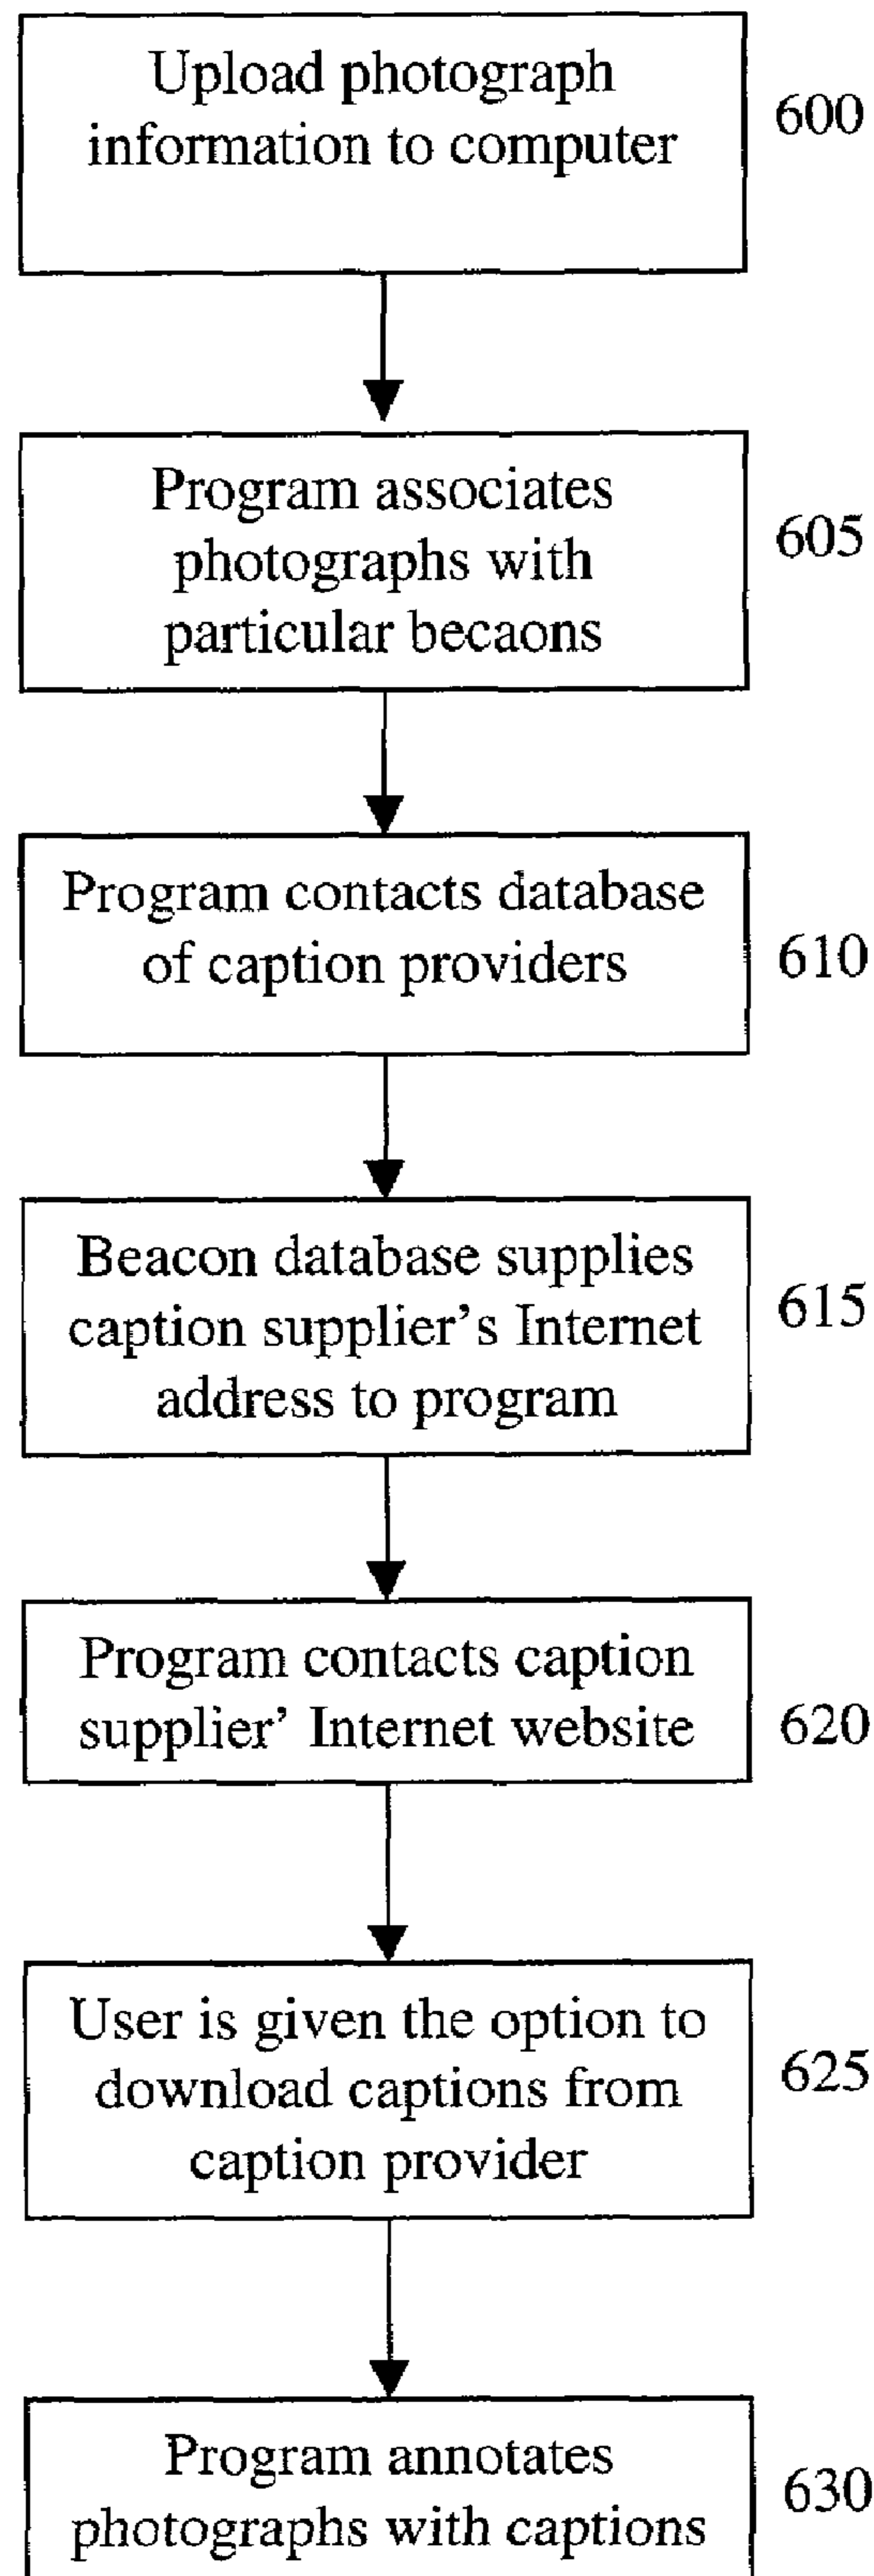 Upload photograph
information to computer
600
Program associates
photographs with
particular becaons
605
Program contacts database
of caption providers
610
Beacon database supplies
caption supplier's Internet
address to program
615
Program contacts caption
supplier' Internet website
620
User is given the option to
download captions from
caption provider
625
Program annotates
photographs with captions
630